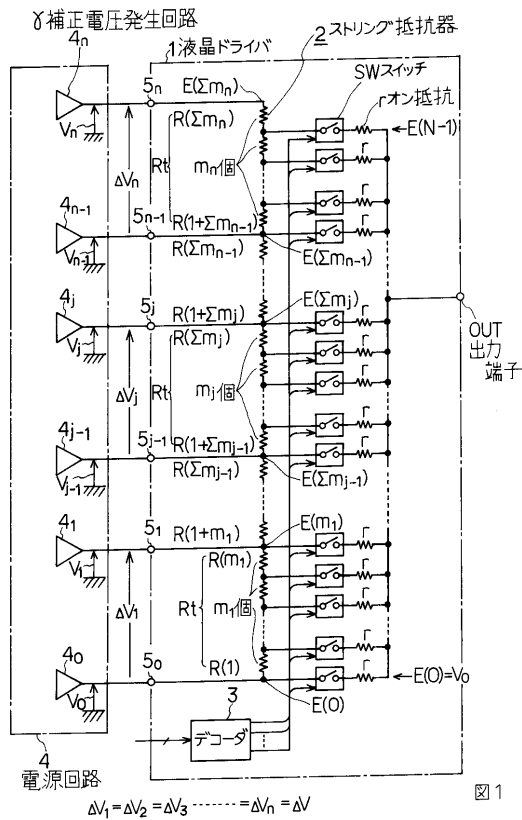 γ補正電圧発生回路
4n
1液晶ドライバ
2 ストリング抵抗器
5n
E(Σmn)
SWスイッチ
rオン抵抗
Vn
R(Σmn)
r
E(N-1)
ΔVn
Rt
mn個
r
4n-1
5n-1
R(1+Σmn-1)
r
R(Σmn-1)
r
Vn-1
E(Σmn-1)
4j
5j
R(1+Σmj)
E(Σmj)
r
OUT
出力
端子
Vj
R(Σmj)
r
ΔVj
Rt
mj個
r
4j-1
5j-1
R(1+Σmj-1)
r
R(Σmj-1)
r
Vj-1
E(Σmj-1)
41
51
R(1+m1)
E(m1)
r
V1
R(m1)
r
ΔV1
Rt
m1個
r
40
50
R(1)
r
r
E(0)=V0
V0
E(0)
3
デコーダ
4
電源回路
ΔV1=ΔV2=ΔV3---------=ΔVn=ΔV
図1